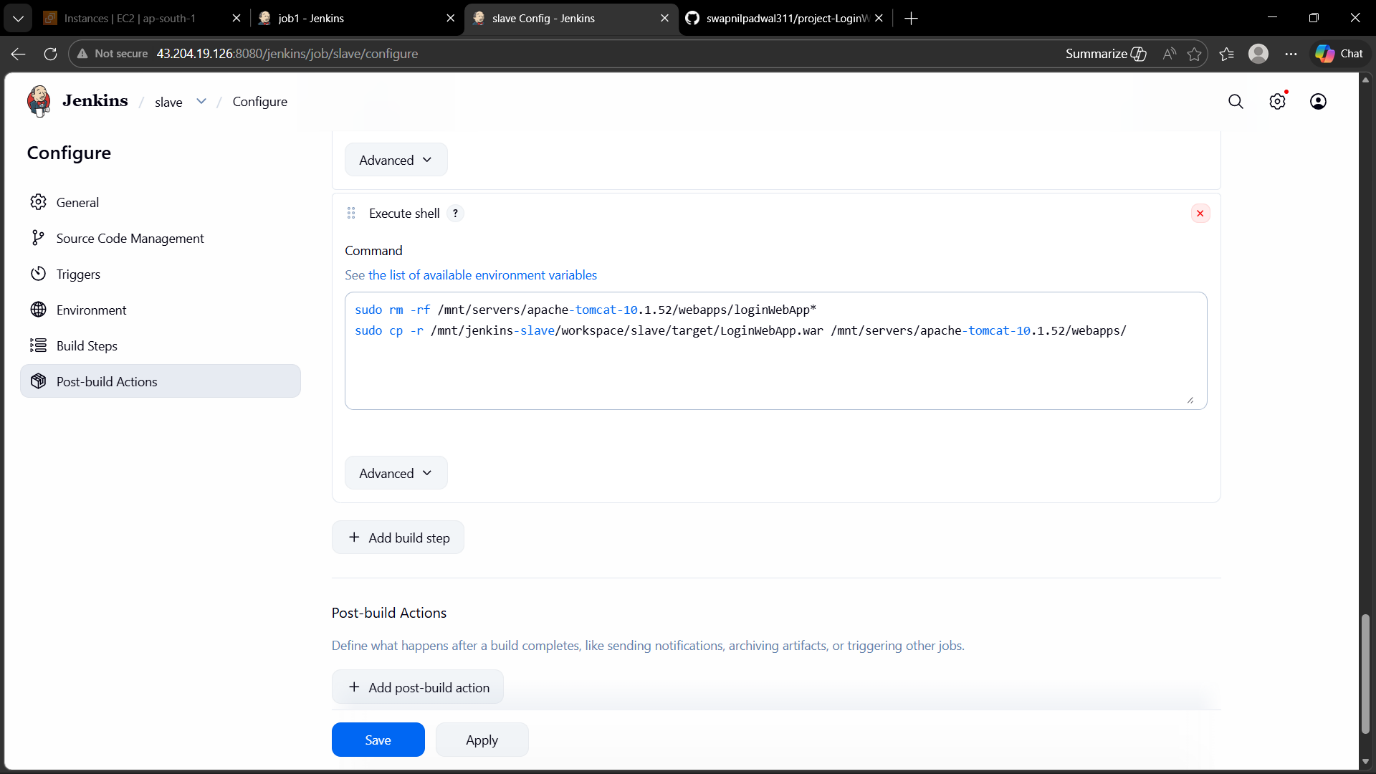 Instances | EC2 | ap-south-1
job1 - Jenkins
slave Config - Jenkins
swapnilpadwal311/project-LoginW
Not secure 43.204.19.126:8080/jenkins/job/slave/configure
Summarize
Chat
Jenkins / slave / Configure
Configure
General
Source Code Management
Triggers
Environment
Build Steps
Post-build Actions
Advanced
Execute shell ?
Command
See the list of available environment variables
sudo rm -rf /mnt/servers/apache-tomcat-10.1.52/webapps/loginWebApp*
sudo cp -r /mnt/jenkins-slave/workspace/slave/target/LoginWebApp.war /mnt/servers/apache-tomcat-10.1.52/webapps/
Advanced
+ Add build step
Post-build Actions
Define what happens after a build completes, like sending notifications, archiving artifacts, or triggering other jobs.
+ Add post-build action
Save
Apply